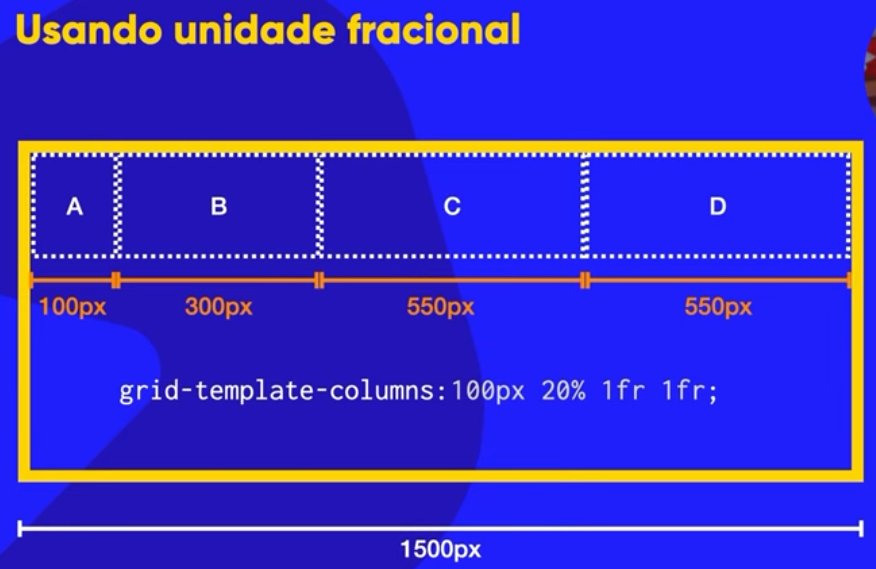 Usando unidade fracional
A B C D
100px 300px 550px 550px
grid-template-columns:100px 20% 1fr 1fr;
1500px